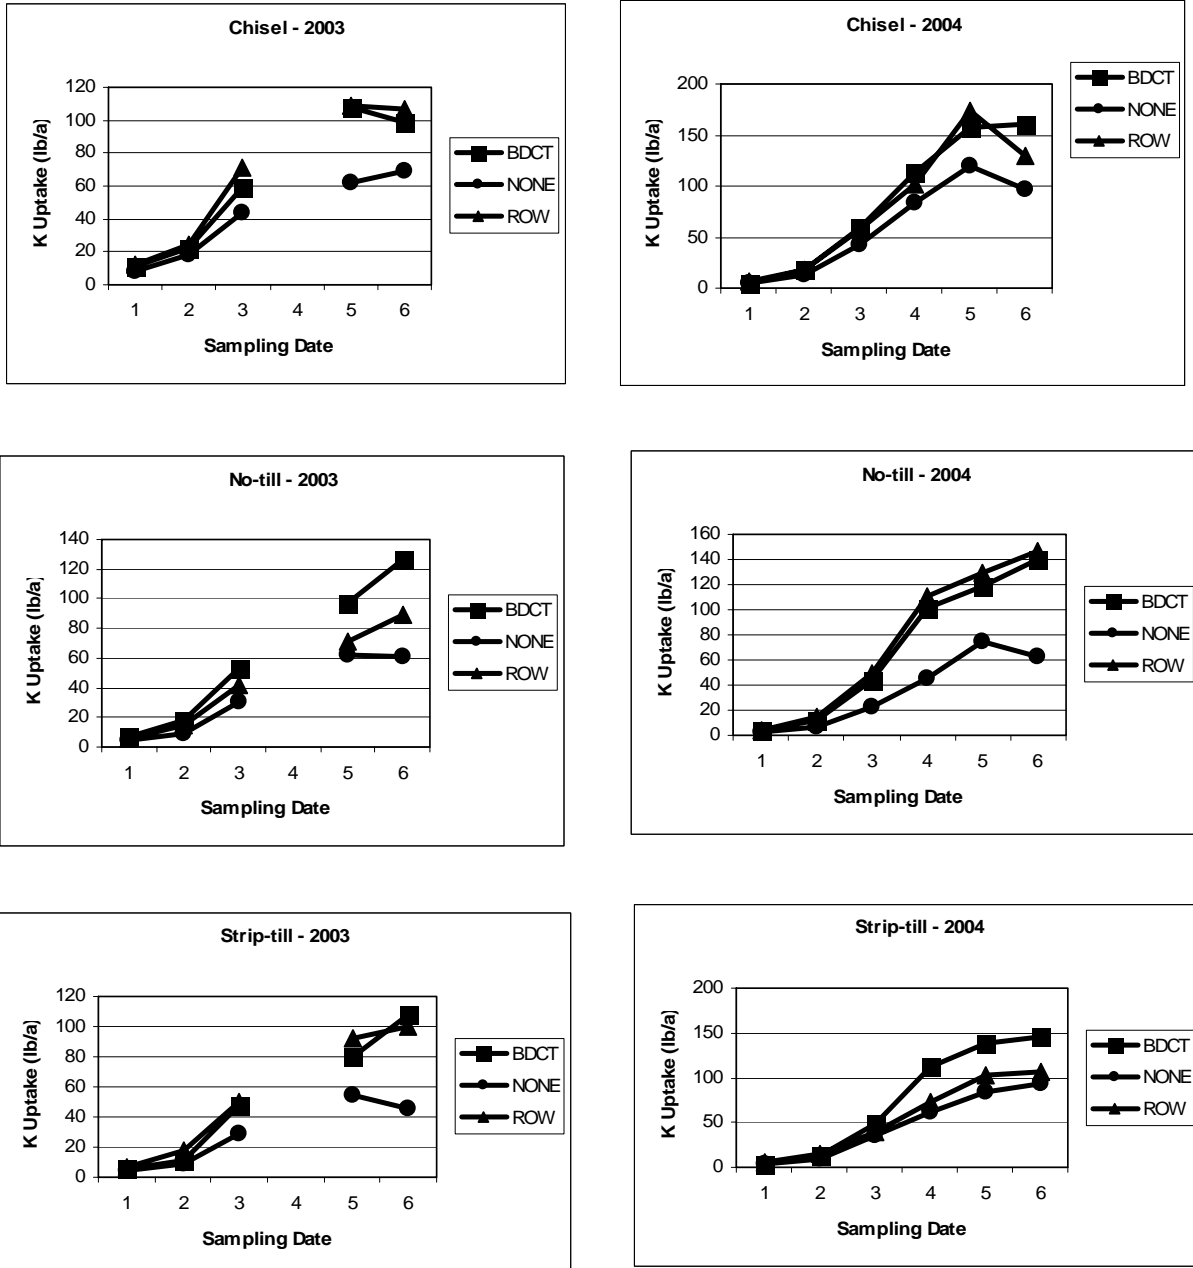 Chisel - 2003
K Uptake (lb/a)
120
100
80
60
40
20
0
1 2 3 4 5 6
Sampling Date
BDCT
NONE
ROW
Chisel - 2004
K Uptake (lb/a)
200
150
100
50
0
1 2 3 4 5 6
Sampling Date
BDCT
NONE
ROW
No-till - 2003
K Uptake (lb/a)
140
120
100
80
60
40
20
0
1 2 3 4 5 6
Sampling Date
BDCT
NONE
ROW
No-till - 2004
K Uptake (lb/a)
160
140
120
100
80
60
40
20
0
1 2 3 4 5 6
Sampling Date
BDCT
NONE
ROW
Strip-till - 2003
K Uptake (lb/a)
120
100
80
60
40
20
0
1 2 3 4 5 6
Sampling Date
BDCT
NONE
ROW
Strip-till - 2004
K Uptake (lb/a)
200
150
100
50
0
1 2 3 4 5 6
Sampling Date
BDCT
NONE
ROW